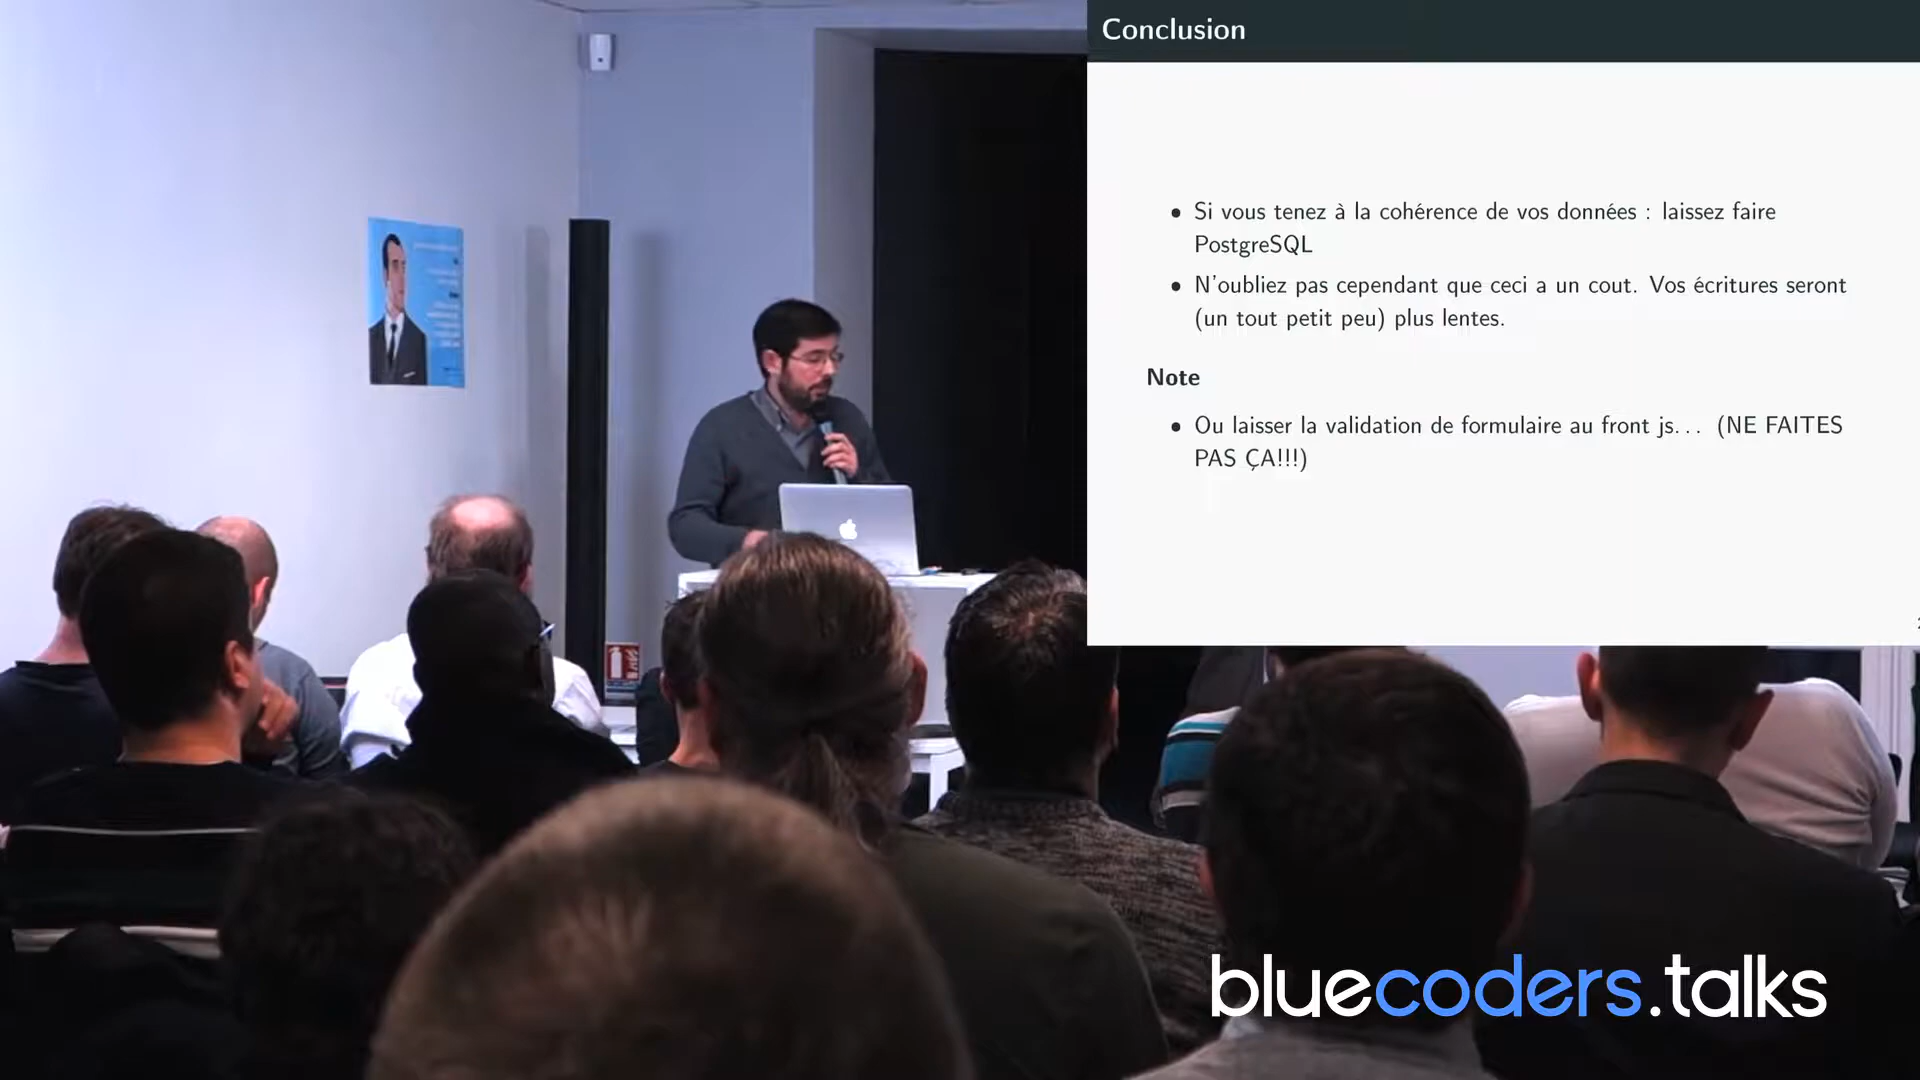 Conclusion
• Si vous tenez à la cohérence de vos données : laissez faire
PostgreSQL
• N'oubliez pas cependant que ceci a un cout. Vos écritures seront
(un tout petit peu) plus lentes.
Note
• Ou laisser la validation de formulaire au front js... (NE FAITES
PAS ÇA!!!)
bluecoders.talks